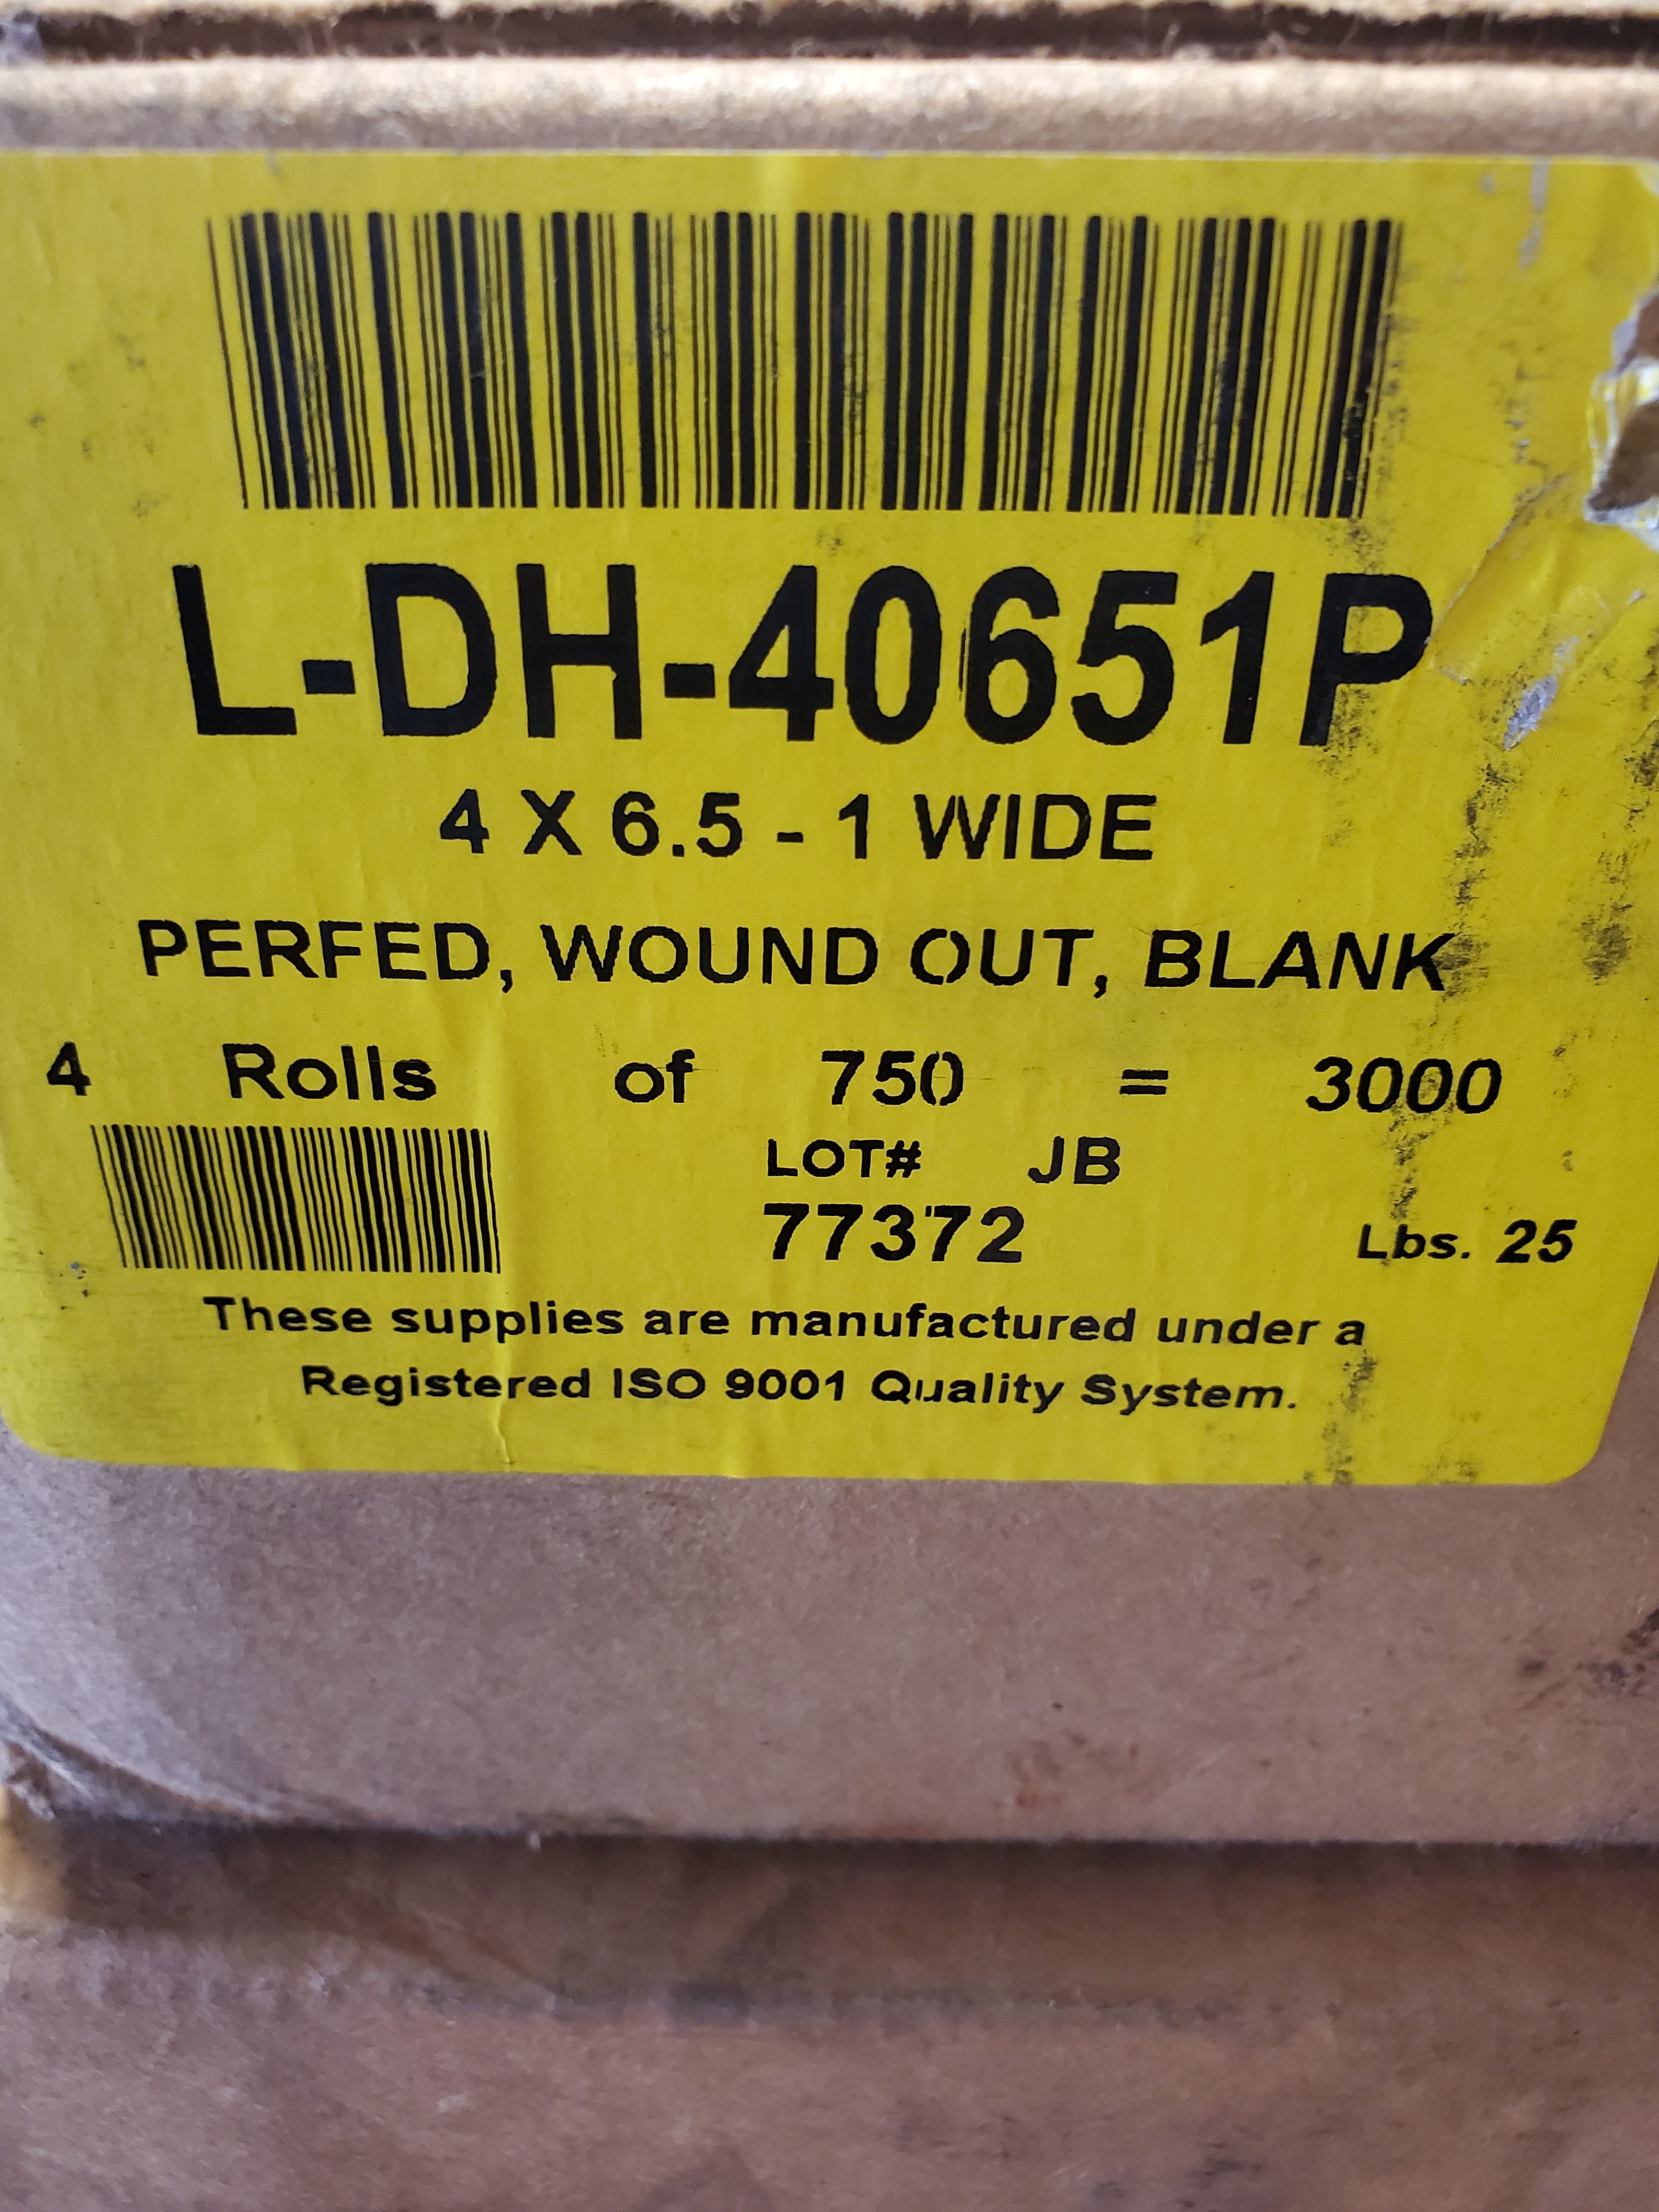 L-DH-40651P
4 X 6.5 - 1 WIDE
PERFED, WOUND OUT, BLANK
4 Rolls of 750 = 3000
LOT# JB
77372
Lbs. 25
These supplies are manufactured under a
Registered ISO 9001 Quality System.